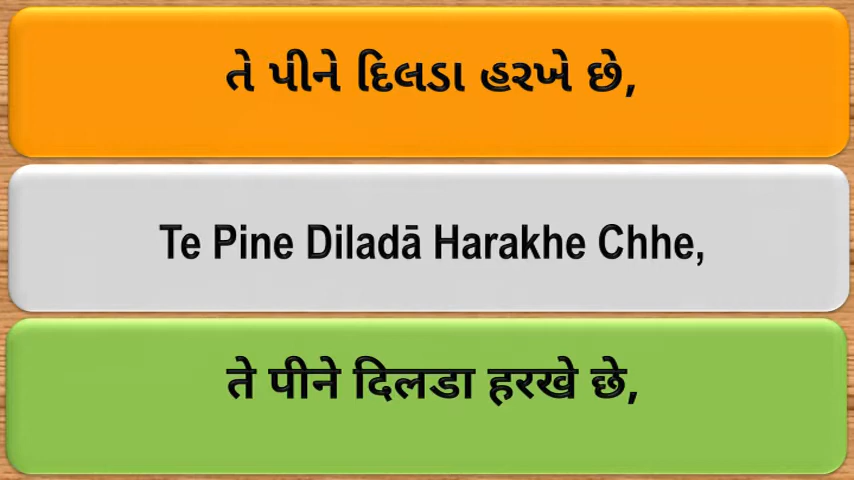 તે પીને દિલડા હરખે છે,
Te Pine Diladā Harakhe Chhe,
ते पीने दिलडा हरखे छे,